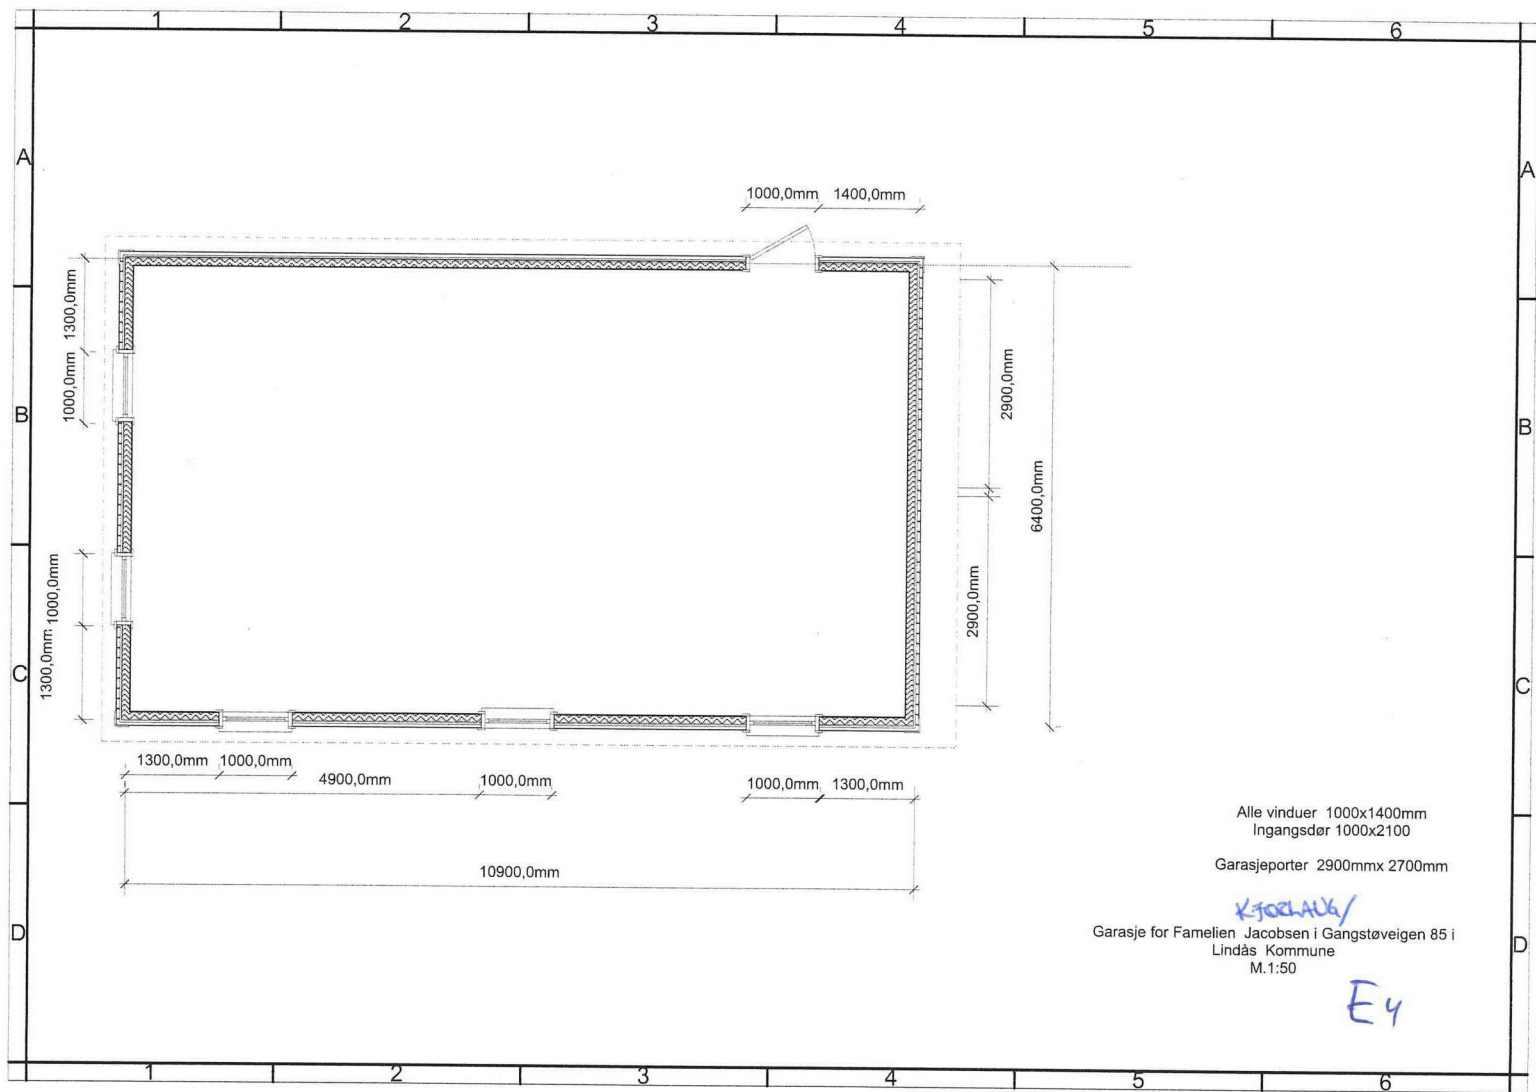 1 2 3 4 5 6
A A
1000,0mm 1400,0mm
1300,0mm
1000,0mm
2900,0mm
B B
6400,0mm
1000,0mm
2900,0mm
1300,0mm
C C
1300,0mm 1000,0mm
4900,0mm 1000,0mm
1000,0mm 1300,0mm
10900,0mm
Alle vinduer 1000x1400mm
Ingangsdør 1000x2100
Garasjeporter 2900mmx 2700mm
KJORLAUG/
Garasje for Famelien Jacobsen i Gangstøveigen 85 i
Lindås Kommune
M.1:50
D D
E4
1 2 3 4 5 6